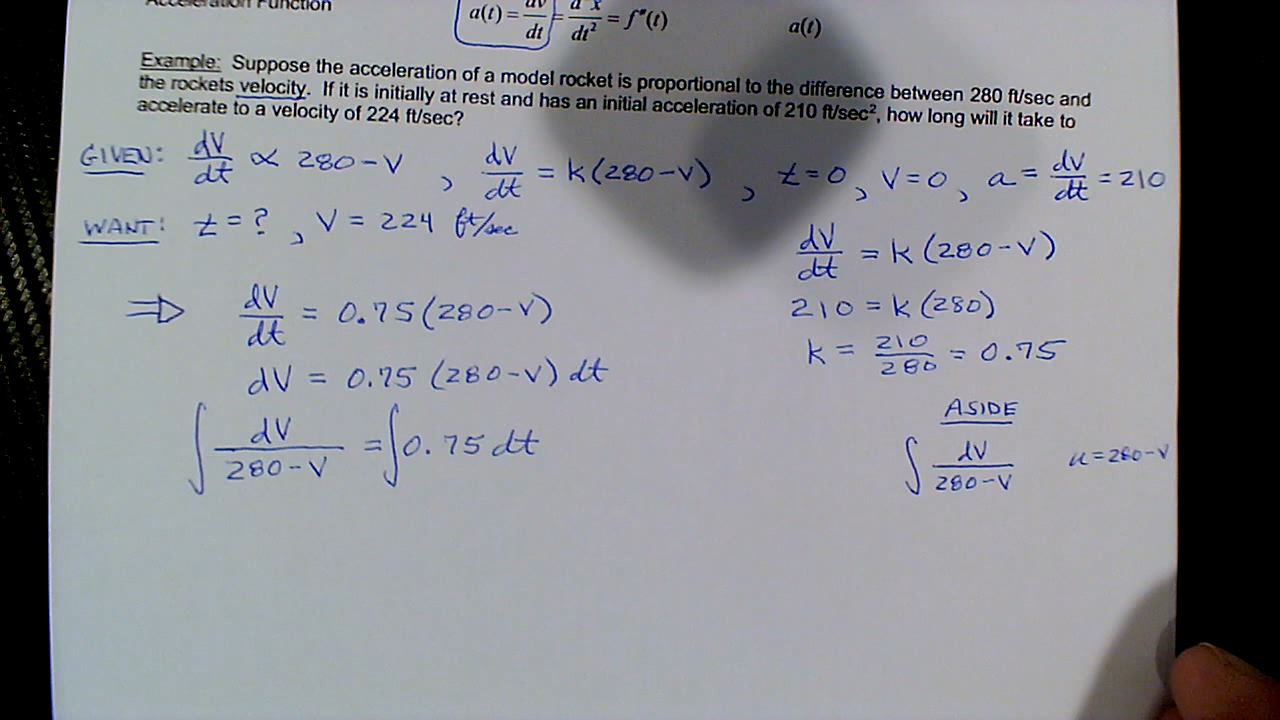 Acceleration Function
a(t) = dv/dt = d²x/dt² = f″(t) a(t)
Example: Suppose the acceleration of a model rocket is proportional to the difference between 280 ft/sec and
the rockets velocity. If it is initially at rest and has an initial acceleration of 210 ft/sec², how long will it take to
accelerate to a velocity of 224 ft/sec?
GIVEN: dV/dt ∝ 280-V , dV/dt = k(280-V) , t=0, V=0, a = dv/dt = 210
WANT: t=? , V = 224 ft/sec
dV/dt = k(280-V)
⇒ dV/dt = 0.75(280-V)
210 = k(280)
k = 210/280 = 0.75
dV = 0.75 (280-V) dt
ASIDE
∫ dV/280-V = ∫0.75 dt
∫ dV/280-V u=280-V